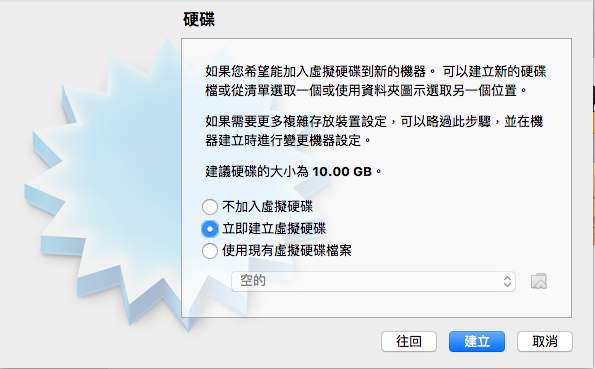 硬碟
如果您希望能加入虛擬硬碟到新的機器。 可以建立新的硬碟
檔或從清單選取一個或使用資料夾圖示選取另一個位置。
如果需要更多複雜存放裝置設定，可以略過此步驟，並在機
器建立時進行變更機器設定。
建議硬碟的大小為 10.00 GB。
不加入虛擬硬碟
立即建立虛擬硬碟
使用現有虛擬硬碟檔案
空的
往回
建立
取消